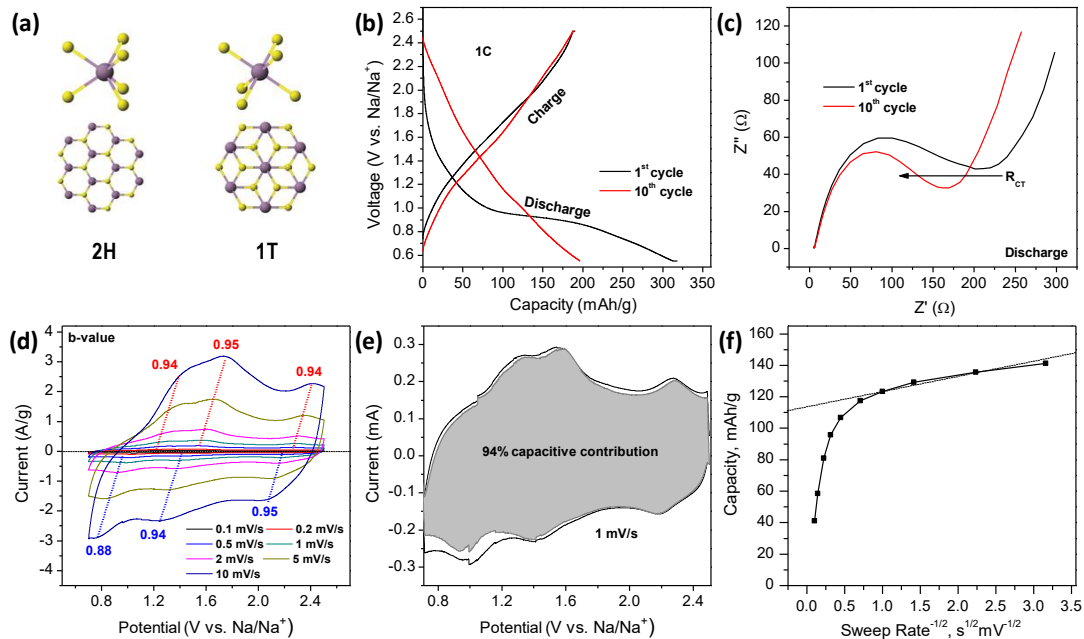 (a)
2H
1T
(b)
1C
Charge
Discharge
1st cycle
10th cycle
Voltage (V vs. Na/Na+)
2.6
2.4
2.2
2.0
1.8
1.6
1.4
1.2
1.0
0.8
0.6
0 50 100 150 200 250 300 350
Capacity (mAh/g)
(c)
1st cycle
10th cycle
RCT
Discharge
Z'' (Ω)
120
100
80
60
40
20
0
0 50 100 150 200 250 300 350
Z' (Ω)
(d)
b-value
0.94
0.95
0.94
0.88
0.94
0.95
0.1 mV/s 0.2 mV/s
0.5 mV/s 1 mV/s
2 mV/s 5 mV/s
10 mV/s
Current (A/g)
4
3
2
1
0
-1
-2
-3
-4
0.8 1.2 1.6 2.0 2.4
Potential (V vs. Na/Na+)
(e)
94% capacitive contribution
1 mV/s
Current (mA)
0.3
0.2
0.1
0.0
-0.1
-0.2
-0.3
0.8 1.2 1.6 2.0 2.4
Potential (V vs. Na/Na+)
(f)
Capacity, mAh/g
160
140
120
100
80
60
40
20
0
0.0 0.5 1.0 1.5 2.0 2.5 3.0 3.5
Sweep Rate-1/2, s1/2mV-1/2